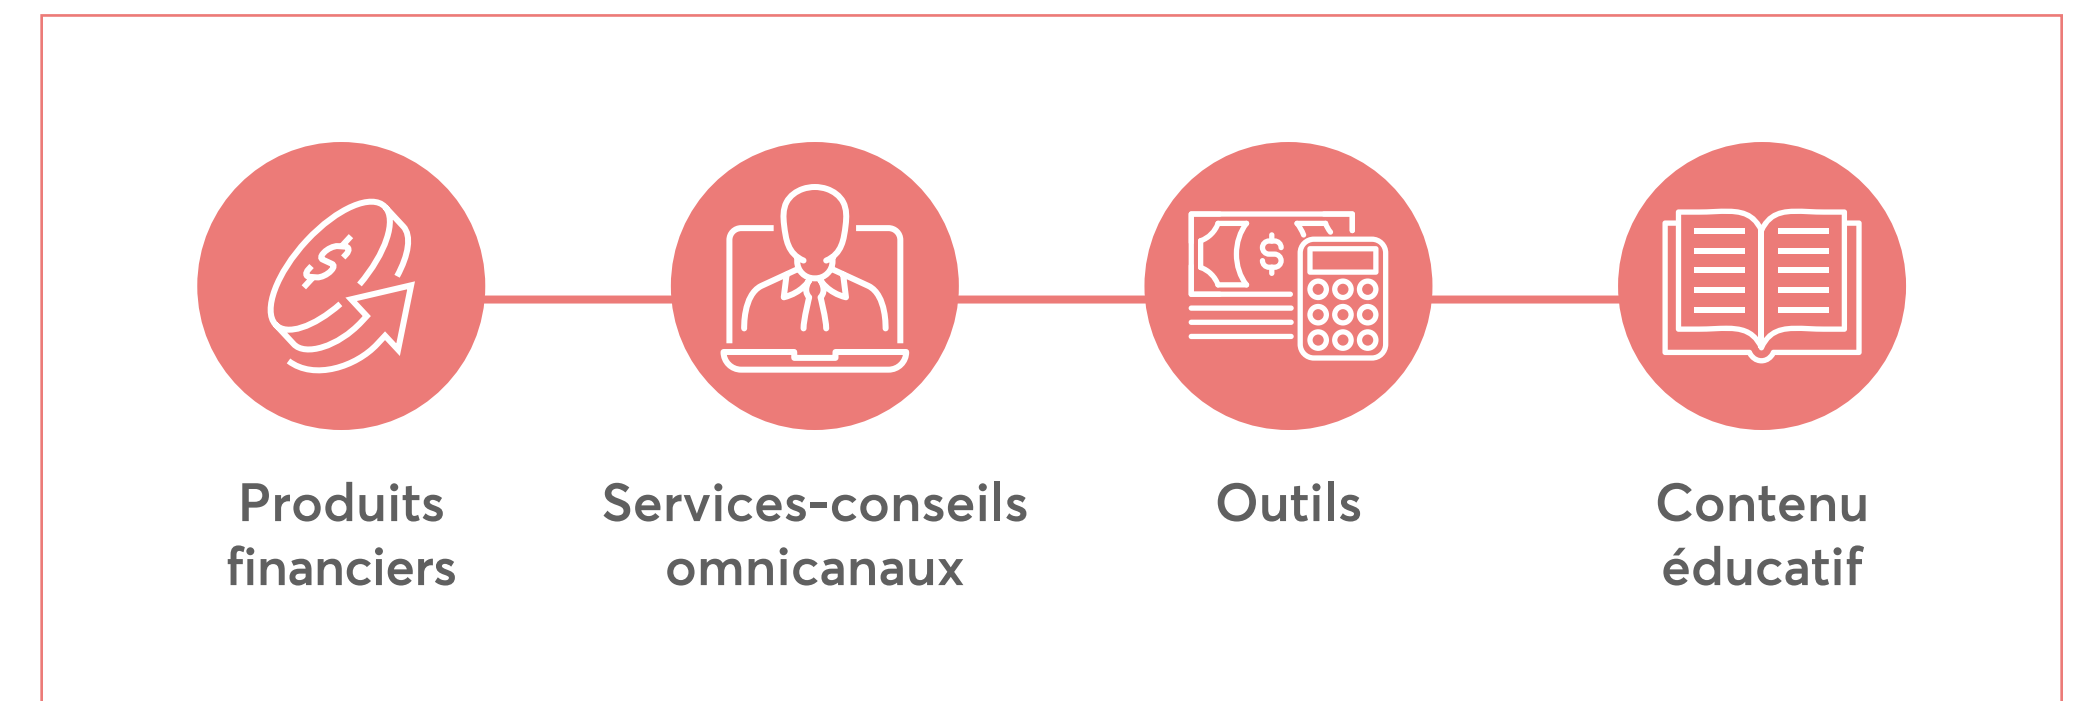 Produits
financiers
Services-conseils
omnicanaux
Outils
Contenu
éducatif